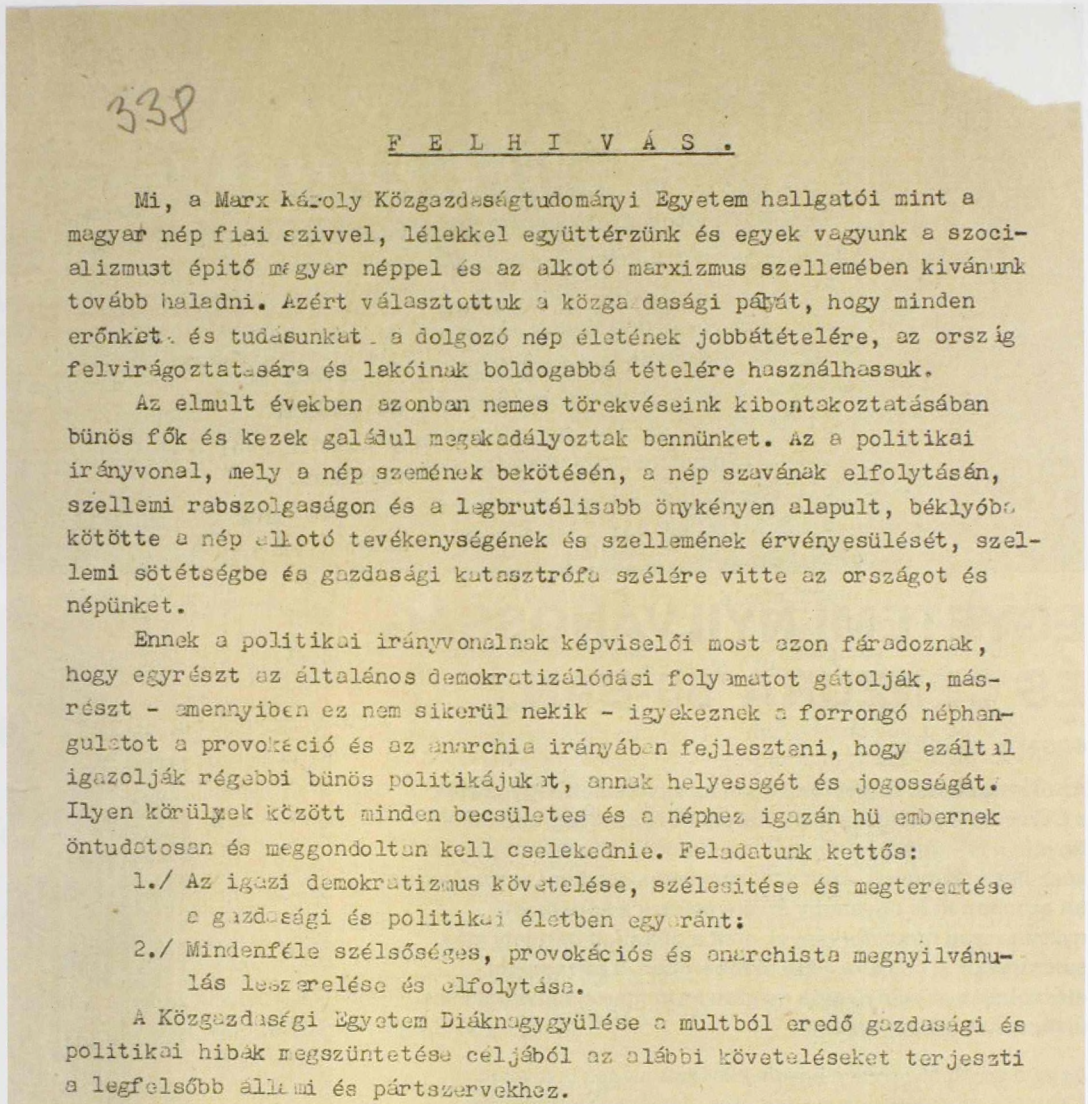 338
F E L H I V Á S .
Mi, a Marx Károly Közgazdaságtudományi Egyetem hallgatói mint a
magyar nép fiai szivvel, lélekkel együttérzünk és egyek vagyunk a szoci-
alizmust épitő magyar néppel és az alkotó marxizmus szellemében kivánunk
tovább haladni. Azért választottuk a közga dasági pályát, hogy minden
erőnket és tudásunkat a dolgozó nép életének jobbátételére, az ország
felvirágoztatására és lakóinak boldogabbá tételére használhassuk.
Az elmult években azonban nemes törekvéseink kibontakoztatásában
bünös fők és kezek galádul megakadályoztak bennünket. Az a politikai
irányvonal, mely a nép szemének bekötésén, a nép szavának elfolytásán,
szellemi rabszolgaságon és a legbrutálisabb önykényen alapult, béklyóba
kötötte a nép alkotó tevékenységének és szellemének érvényesülését, szel-
lemi sötétségbe és gazdasági katasztrófa szélére vitte az országot és
népünket.
Ennek a politikai irányvonalnak képviselői most azon fáradoznak,
hogy egyrészt az általános demokratizálódási folyamatot gátolják, más-
részt - amennyiben ez nem sikerül nekik - igyekeznek a forrongó néphan-
gulatot a provokáció és az anarchia irányában fejleszteni, hogy ezáltal
igazolják régebbi bünös politikájukat, annak helyessgét és jogosságát.
Ilyen körülyek között minden becsületes és a néphez igazán hü embernek
öntudatosan és meggondoltan kell cselekednie. Feladatunk kettős:
1./ Az igazi demokratizmus követelése, szélesitése és megteremtése
a gazdasági és politikai életben egyaránt:
2./ Mindenféle szélsőséges, provokációs és anarchista megnyilvánu-
lás leszerelése és elfolytása.
A Közgazdasági Egyetem Diáknagygyülése a multból eredő gazdasági és
politikai hibák megszüntetése céljából az alábbi követeléseket terjeszti
a legfelsőbb állami és pártszervekhez.